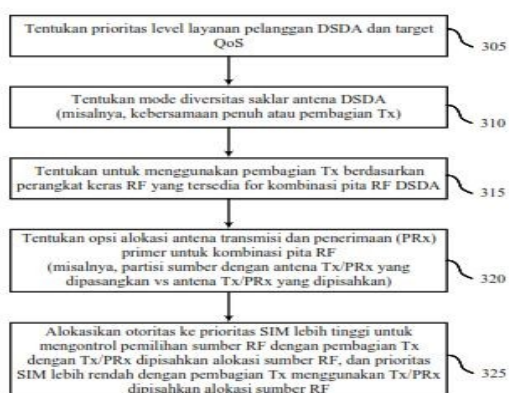 Tentukan prioritas level layanan pelanggan DSDA dan target
QoS
305
Tentukan mode diversitas saklar antena DSDA
(misalnya, kebersamaan penuh atau pembagian Tx)
310
Tentukan untuk menggunakan pembagian Tx berdasarkan
perangkat keras RF yang tersedia for kombinasi pita RF DSDA
315
Tentukan opsi alokasi antena transmisi dan penerimaan (PRx)
primer untuk kombinasi pita RF
(misalnya, partisi sumber dengan antena Tx/PRx yang
dipasangkan vs antena Tx/PRx yang dipisahkan)
320
Alokasikan otoritas ke prioritas SIM lebih tinggi untuk
mengontrol pemilihan sumber RF dengan pembagian Tx
dengan Tx/PRx dipisahkan alokasi sumber RF, dan prioritas
SIM lebih rendah dengan pembagian Tx menggunakan Tx/PRx
dipisahkan alokasi sumber RF
325